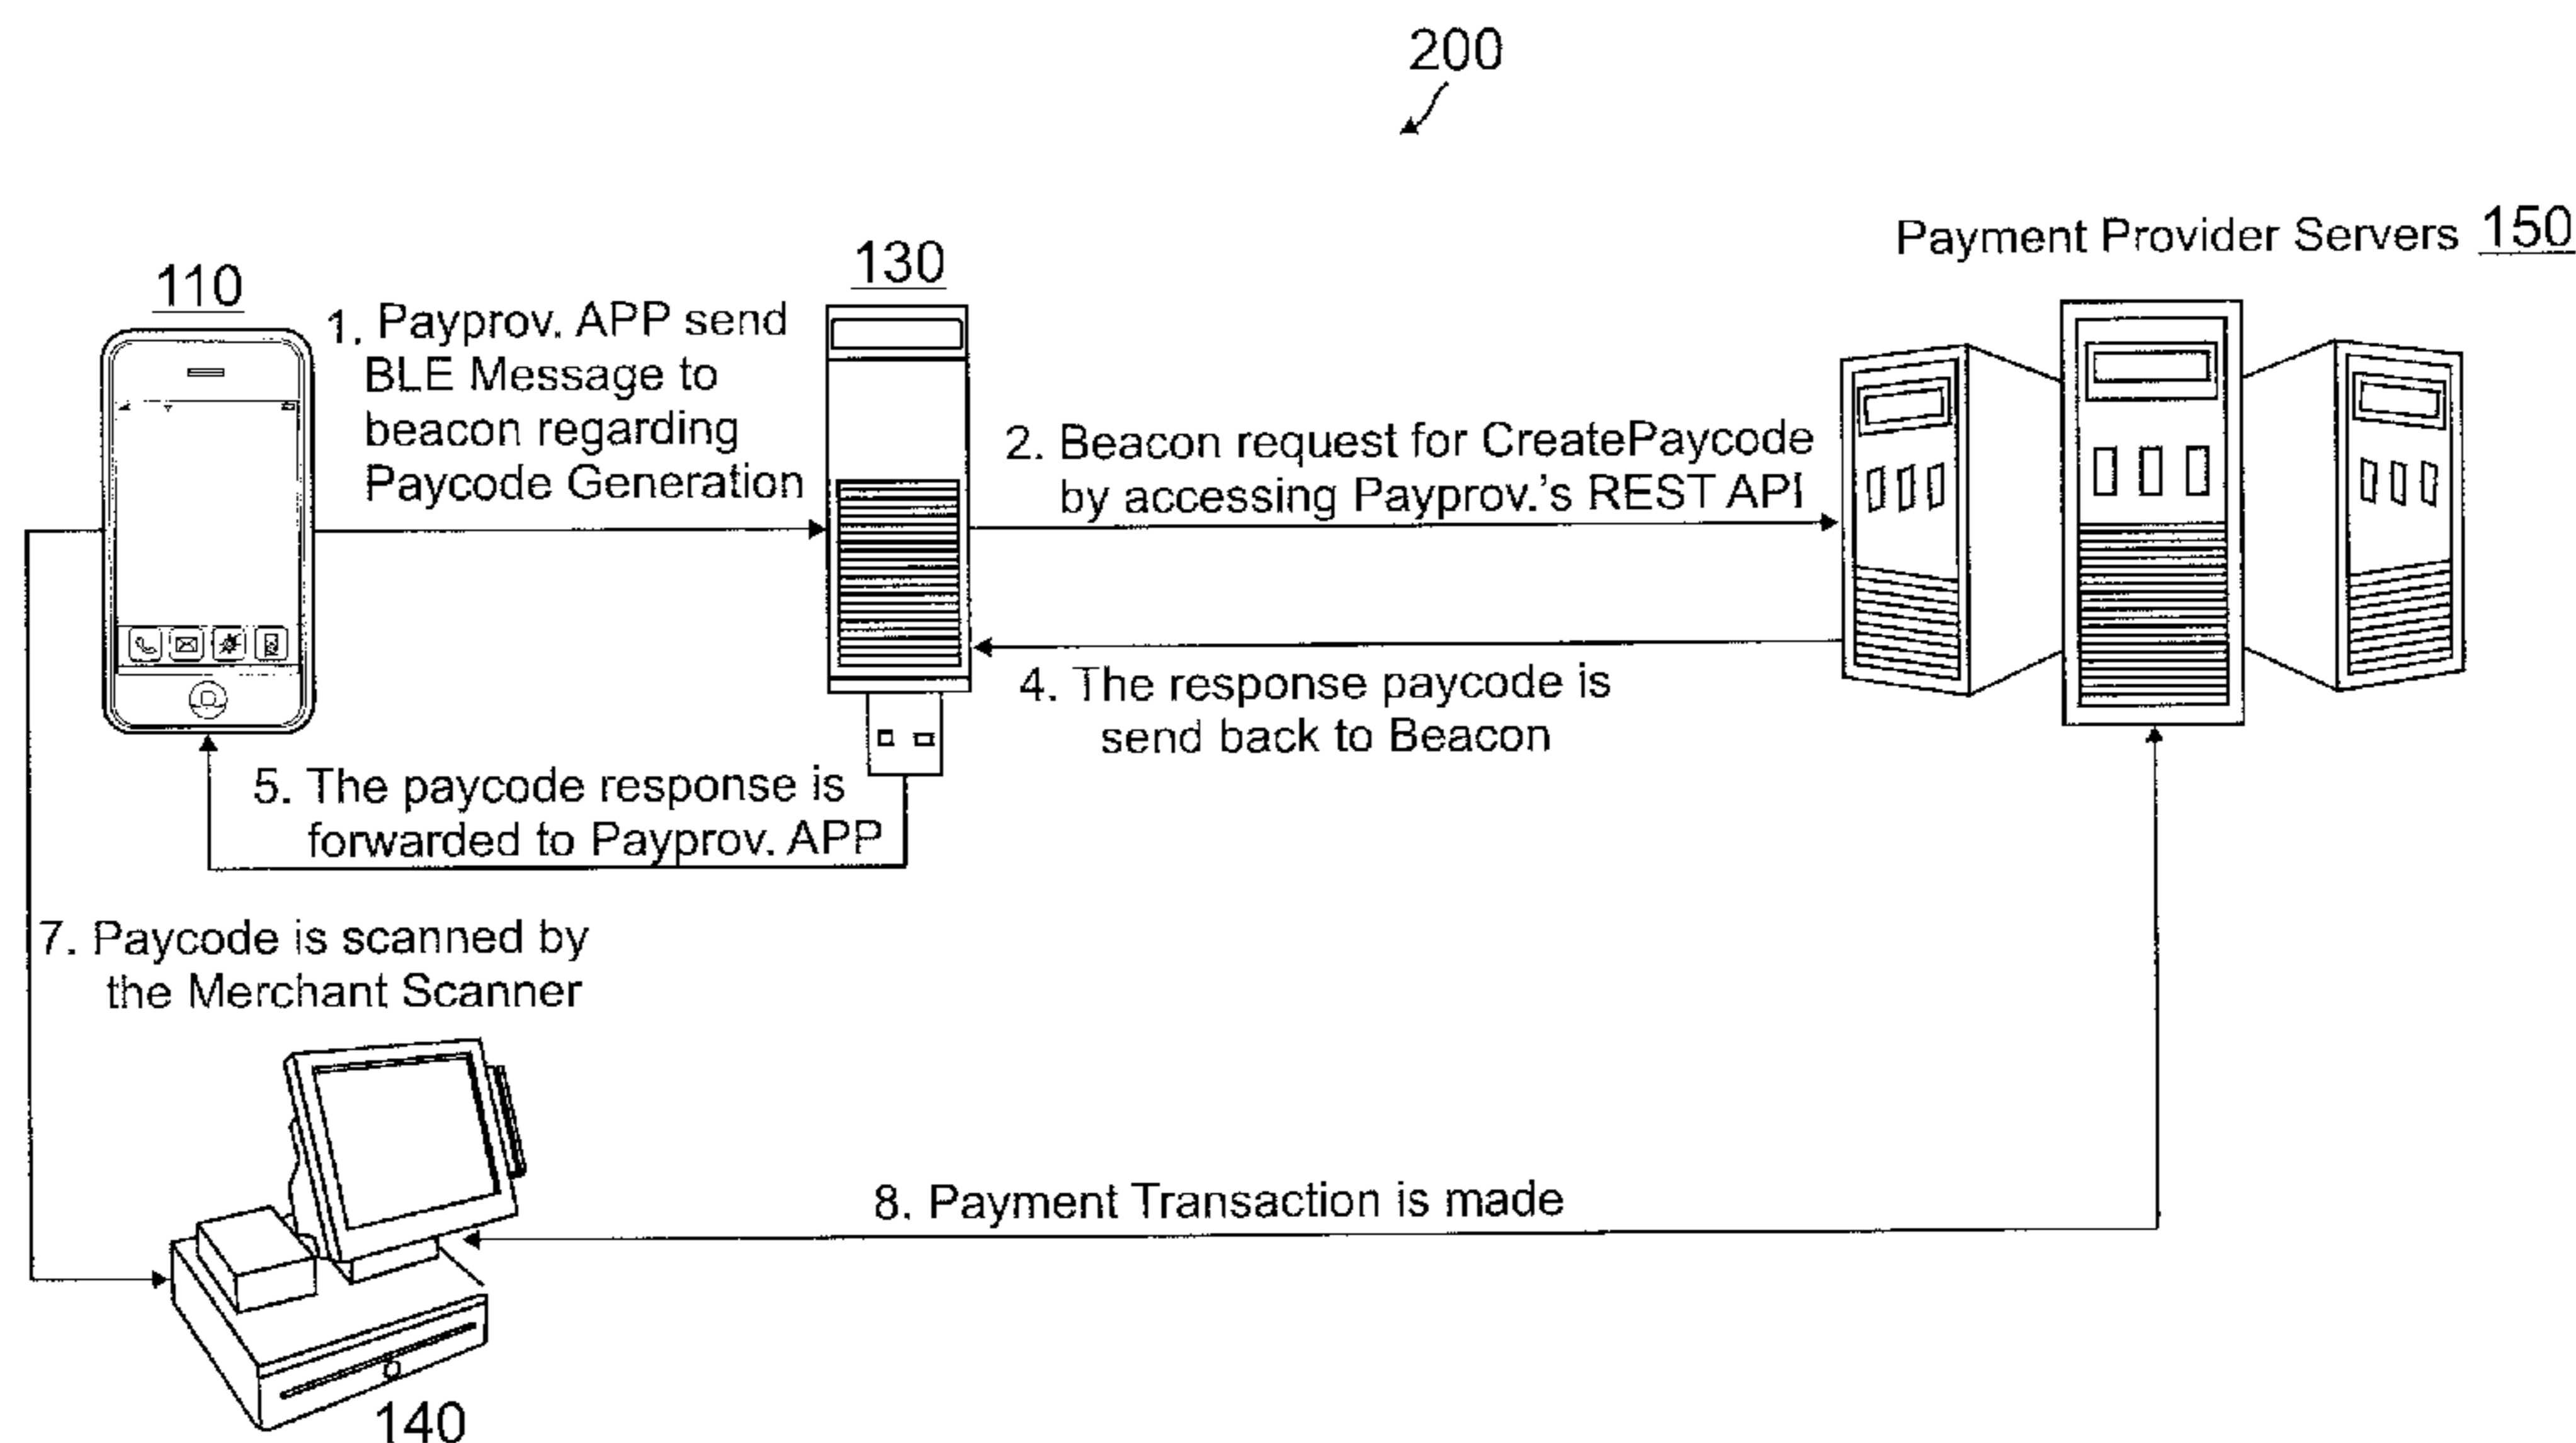 200
Payment Provider Servers 150
130
110
1. Payprov. APP send
BLE Message to
beacon regarding
Paycode Generation
2. Beacon request for CreatePaycode
by accessing Payprov.'s REST API
4. The response paycode is
send back to Beacon
5. The paycode response is
forwarded to Payprov. APP
7. Paycode is scanned by
the Merchant Scanner
8. Payment Transaction is made
140